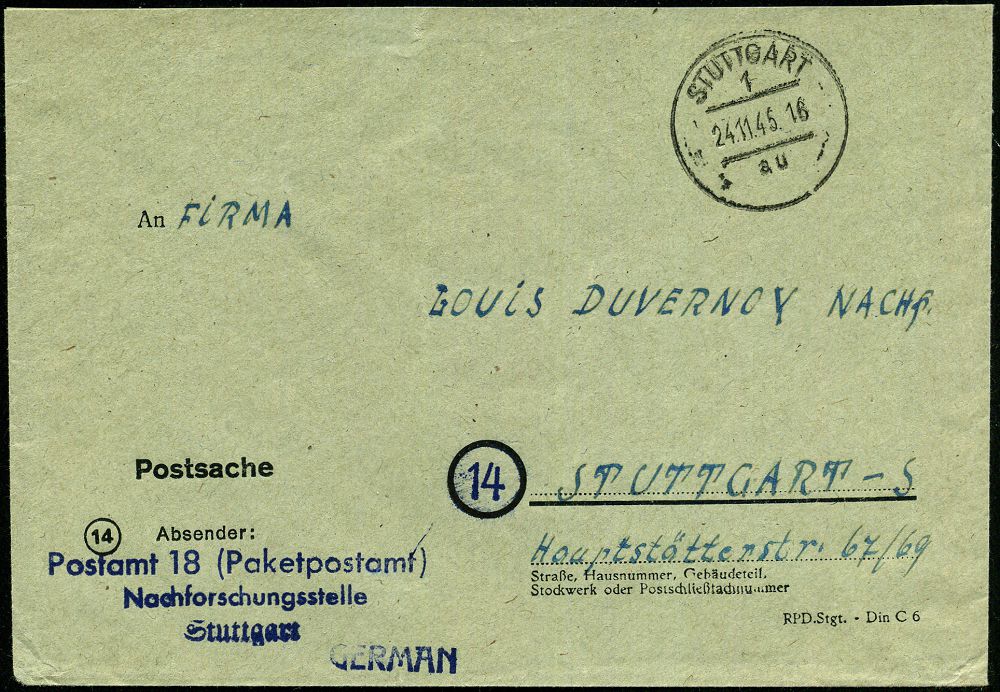 STUTTGART
1
24.11.45. 16
au
An FiRMA
LOUiS DUVERNOY NACHf.
Postsache
14 STUTTGART-S
14 Absender:
Postamt 18 (Paketpostamt)
Nachforschungsstelle
Stuttgart
GERMAN
Hauptstätterstr. 67/69
Straße, Hausnummer, Gebäudeteil,
Stockwerk oder Postschließfachnummer
RPD.Stgt. - Din C 6